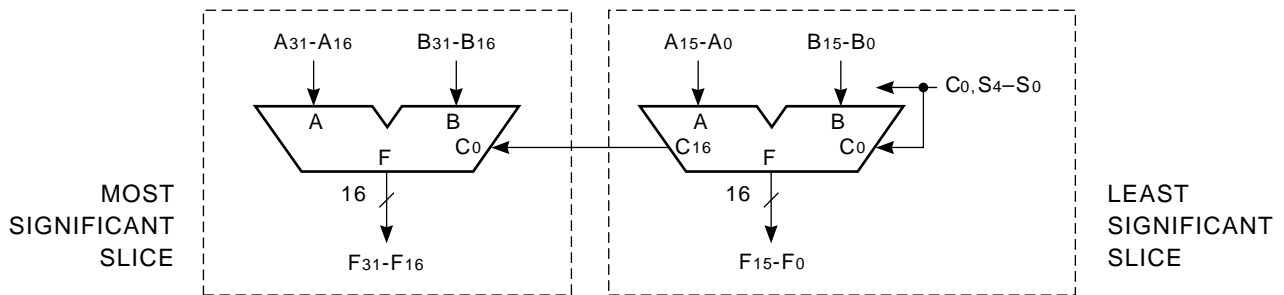 A31-A16 B31-B16 A15-A0 B15-B0
C0,S4–S0
A B A B
C0 C16 C0
F F
MOST
SIGNIFICANT
SLICE
16 16
LEAST
SIGNIFICANT
SLICE
F31-F16 F15-F0